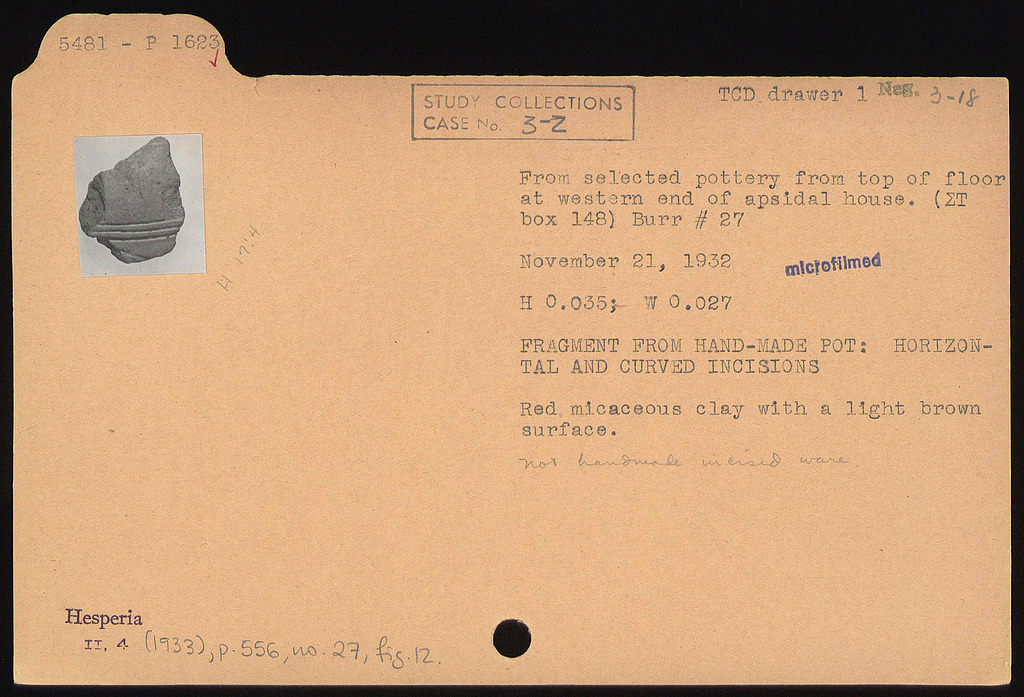 5481 - P 1623
STUDY COLLECTIONS
CASE No. 3-Z
TCD drawer 1 Neg. 3-18
From selected pottery from top of floor
at western end of apsidal house. (ΣΤ
box 148) Burr # 27
November 21, 1932
microfilmed
H 0.035; W 0.027
H 17:4
FRAGMENT FROM HAND-MADE POT: HORIZON-
TAL AND CURVED INCISIONS
Red micaceous clay with a light brown
surface.
not handmade incised ware.
Hesperia
II, 4 (1933), p. 556, no. 27, fig. 12.